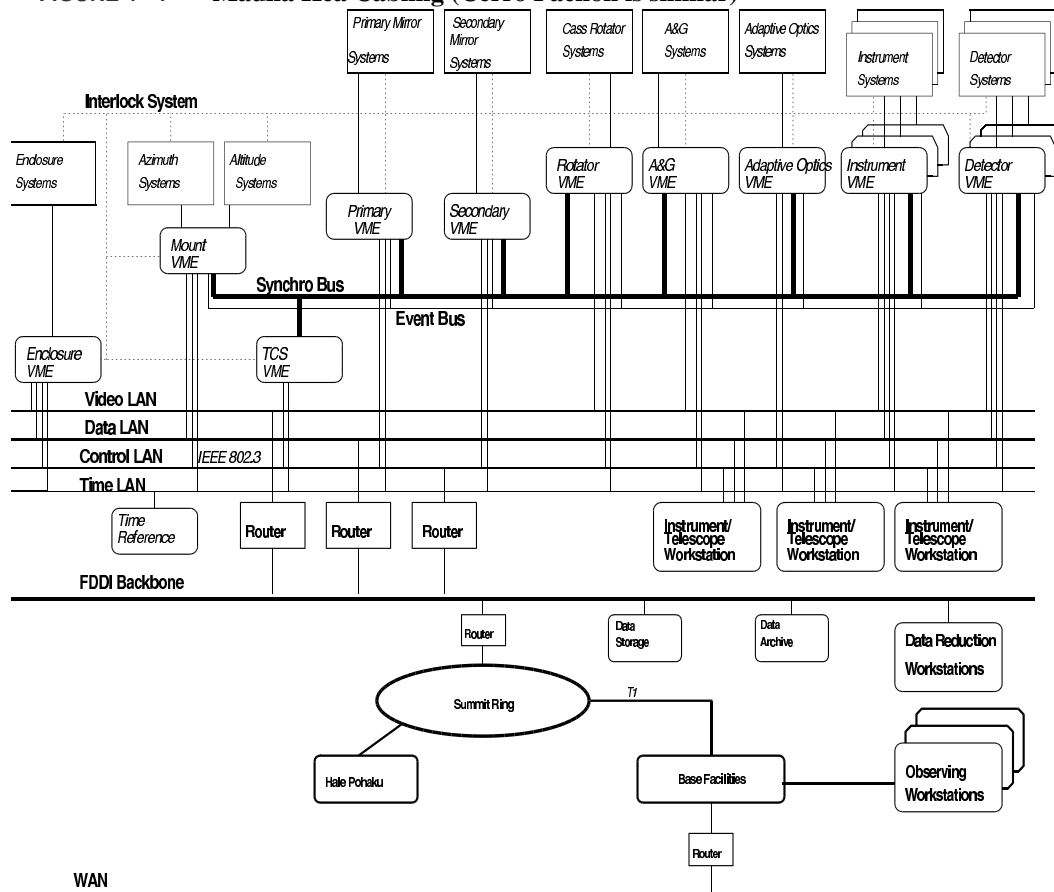 Mauna Kea Cabling (Cerro Pachon is similar)
Primary Mirror
Systems
Secondary
Mirror
Systems
Cass Rotator
Systems
A&G
Systems
Adaptive Optics
Systems
Instrument
Systems
Detector
Systems
Interlock System
Enclosure
Systems
Azimuth
Systems
Altitude
Systems
Rotator
VME
A&G
VME
Adaptive Optics
VME
Instrument
VME
Detector
VME
Primary
VME
Secondary
VME
Mount
VME
Synchro Bus
Event Bus
Enclosure
VME
TCS
VME
Video LAN
Data LAN
Control LAN
IEEE 802.3
Time LAN
Time
Reference
Router
Router
Router
Instrument/
Telescope
Workstation
Instrument/
Telescope
Workstation
Instrument/
Telescope
Workstation
FDDI Backbone
Router
Data
Storage
Data
Archive
Data Reduction
Workstations
Summit Ring
T1
Hale Pohaku
Base Facilities
Observing
Workstations
Router
WAN